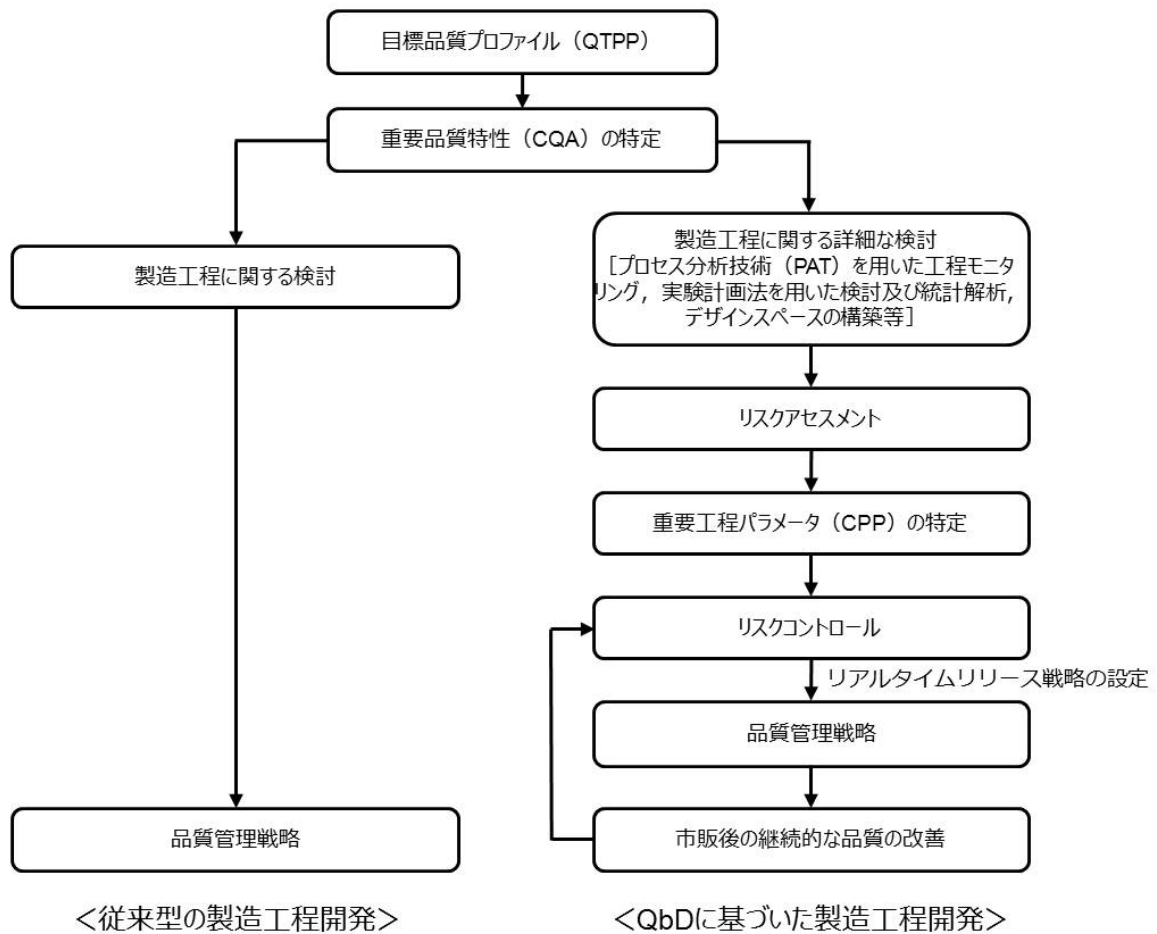 目標品質プロファイル（QTPP）
重要品質特性（CQA）の特定
製造工程に関する検討
品質管理戦略
＜従来型の製造工程開発＞
製造工程に関する詳細な検討
［プロセス分析技術（PAT）を用いた工程モニタ
リング，実験計画法を用いた検討及び統計解析，
デザインスペースの構築等］
リスクアセスメント
重要工程パラメータ（CPP）の特定
リスクコントロール
リアルタイムリリース戦略の設定
品質管理戦略
市販後の継続的な品質の改善
＜QbDに基づいた製造工程開発＞